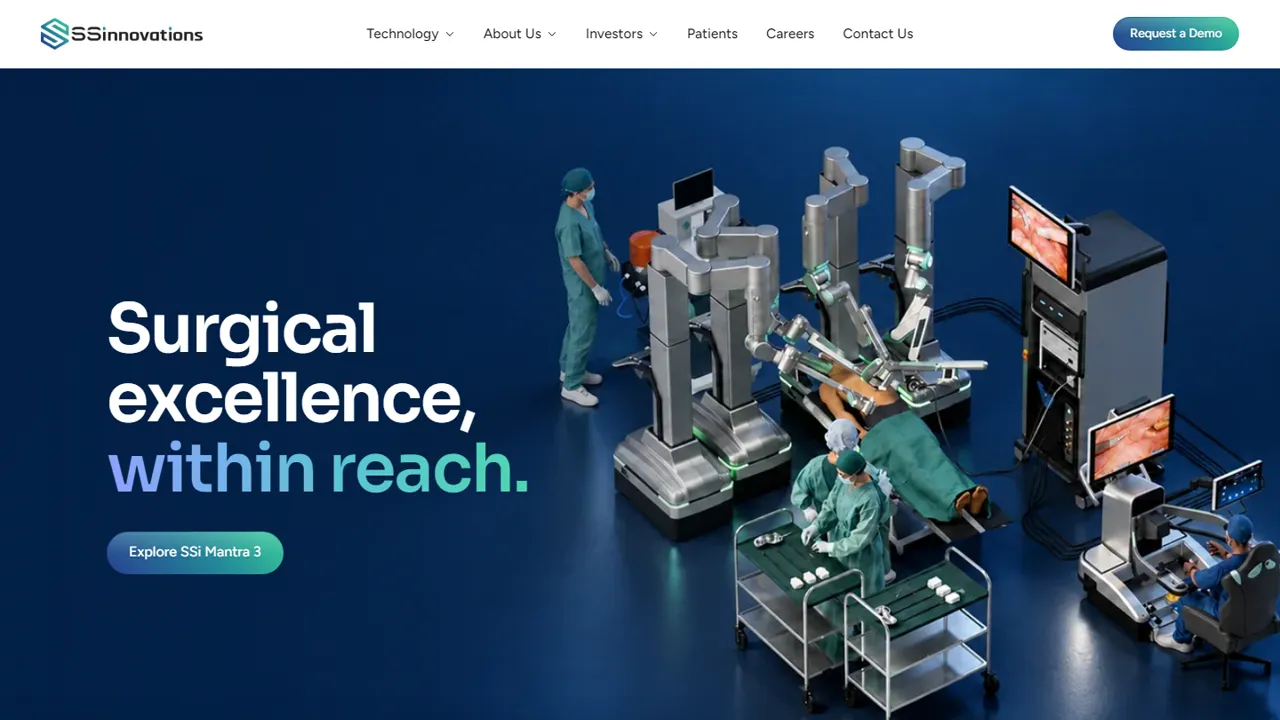 SSinnovations
Technology
About Us
Investors
Patients
Careers
Contact Us
Request a Demo
Surgical
excellence,
within reach.
Explore SSi Mantra 3